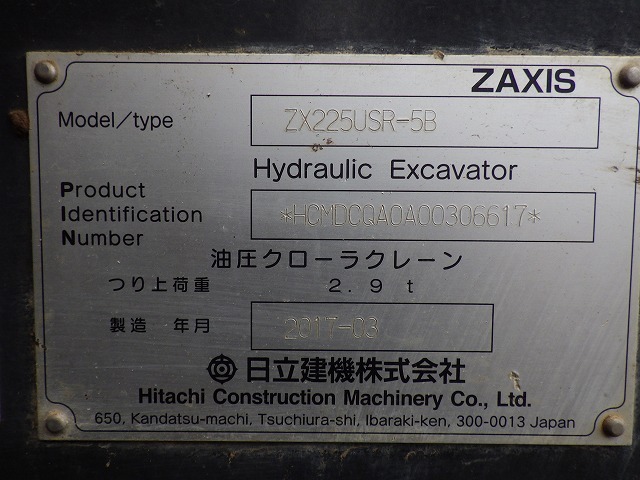 ZAXIS
Model/type ZX225USR-5B
Hydraulic Excavator
Product
Identification *HCMDCQA0A00306617*
Number
油圧クローラクレーン
つり上荷重 2.9 t
製造 年月 2017-03
日立建機株式会社
Hitachi Construction Machinery Co., Ltd.
650, Kandatsu-machi, Tsuchiura-shi, Ibaraki-ken, 300-0013 Japan